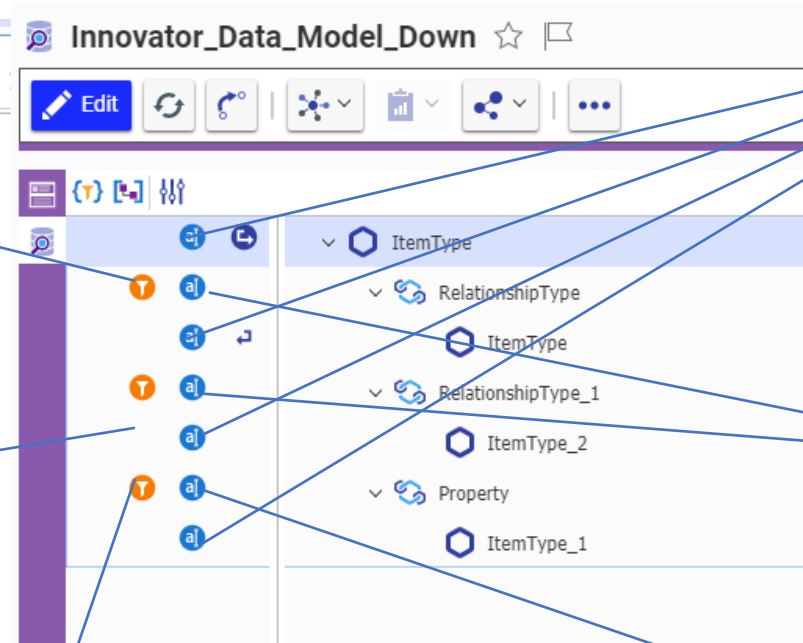 Innovator_Data_Model_Down
Edit
{T}
a ItemType
T a RelationshipType
a ItemType
T a RelationshipType_1
a ItemType_2
T a Property
a ItemType_1